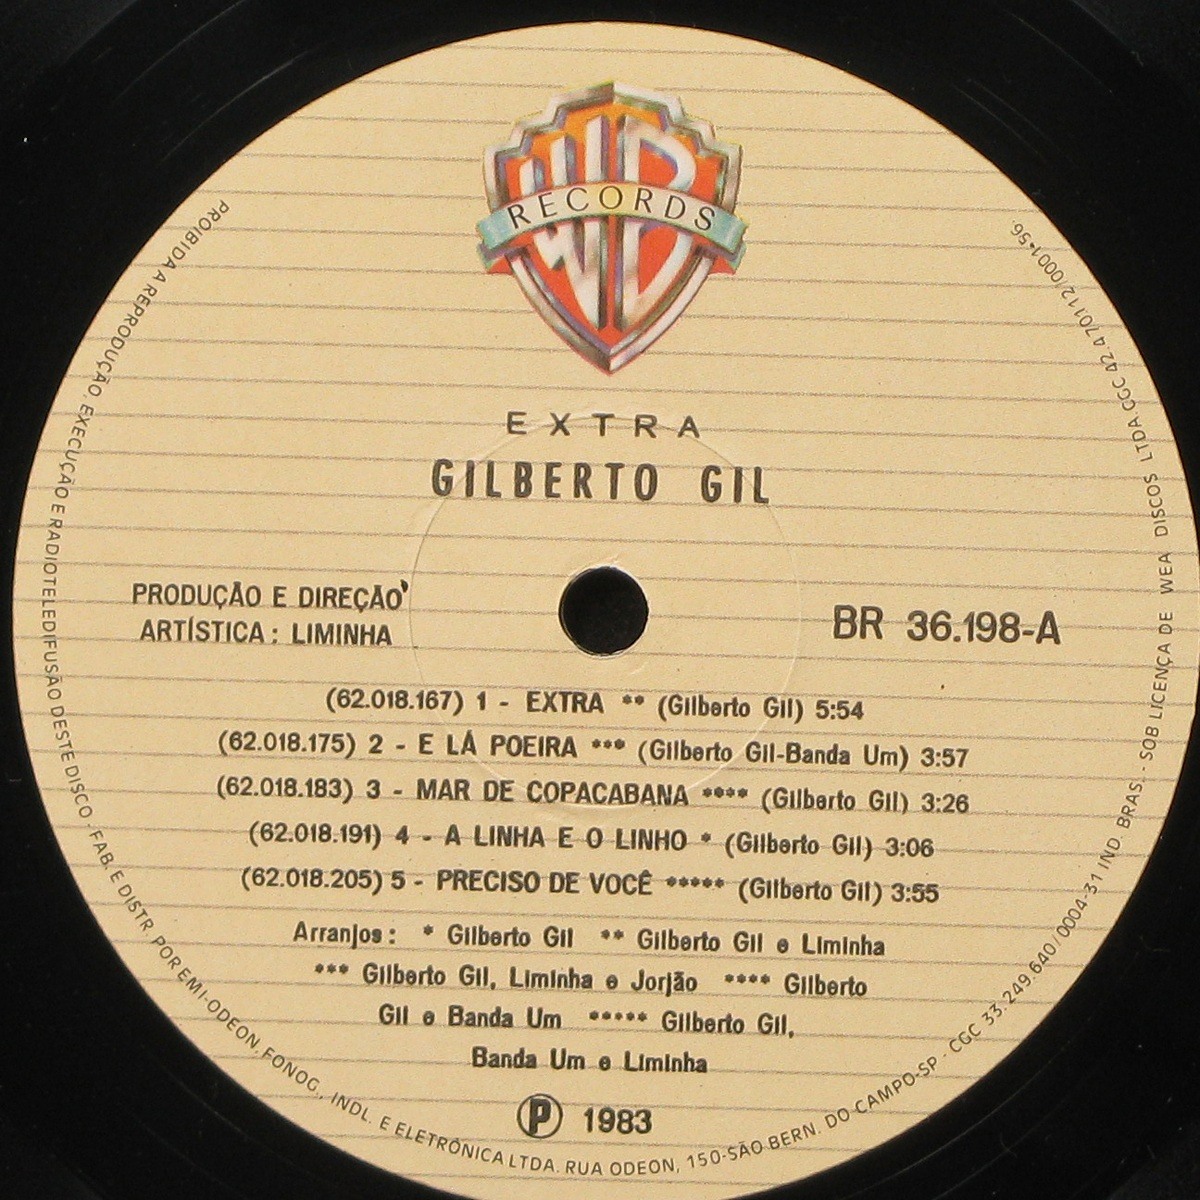 WB
RECORDS
EXTRA
GILBERTO GIL
PRODUÇÃO E DIREÇÃO
ARTÍSTICA: LIMINHA
BR 36.198-A
(62.018.167) 1 - EXTRA ** (Gilberto Gil) 5:54
(62.018.175) 2 - E LÁ POEIRA *** (Gilberto Gil-Banda Um) 3:57
(62.018.183) 3 - MAR DE COPACABANA **** (Gilberto Gil) 3:26
(62.018.191) 4 - A LINHA E O LINHO * (Gilberto Gil) 3:06
(62.018.205) 5 - PRECISO DE VOCÊ ***** (Gilberto Gil) 3:55
Arranjos: * Gilberto Gil ** Gilberto Gil e Liminha
*** Gilberto Gil, Liminha e Jorjão **** Gilberto
Gil e Banda Um ***** Gilberto Gil,
Banda Um e Liminha
Ⓟ 1983
PROIBIDA A REPRODUÇÃO, EXECUÇÃO E RADIOTELEDIFUSÃO DESTE DISCO - FAB. E DISTR. POR EMI-ODEON, FONOG., INDL. E ELETRÔNICA LTDA. RUA ODEON, 150-SÃO BERN. DO CAMPO-SP - CGC 33.249.640/0004-31 IND. BRAS. - SOB LICENÇA DE WEA DISCOS LTDA. CGC 42.470112/0001-56.